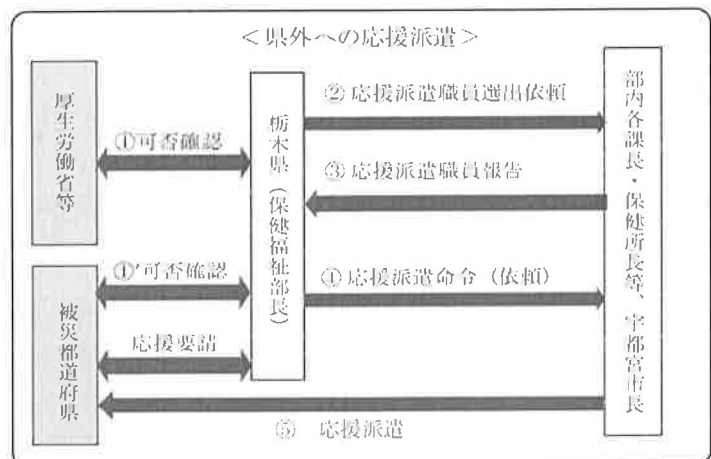 <県外への応援派遣>
厚生労働省等
①可否確認
栃木県（保健福祉部長）
②応援派遣職員選出依頼
③応援派遣職員報告
部内各課長・保健所長等、宇都宮市長
被災都道府県
①’可否確認
応援要請
①応援派遣命令（依頼）
⑤ 応援派遣